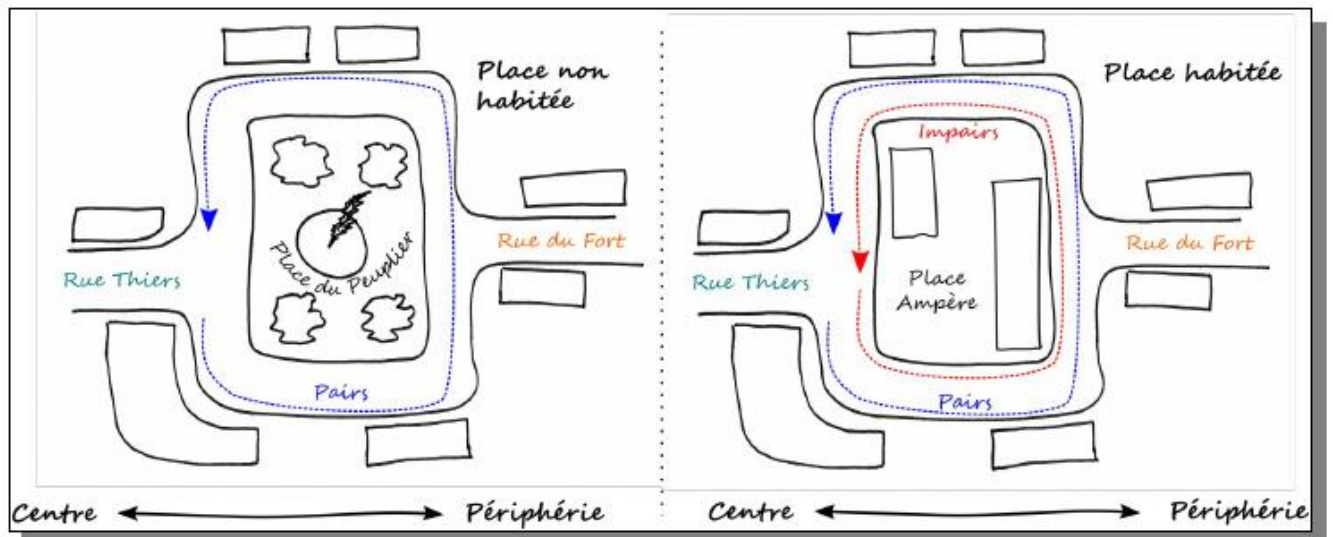 Place non
habitée
Place du Peuplier
Rue Thiers
Rue du Fort
Pairs
Centre
Périphérie
Place habitée
Impairs
Rue du Fort
Rue Thiers
Place
Ampère
Pairs
Centre
Périphérie